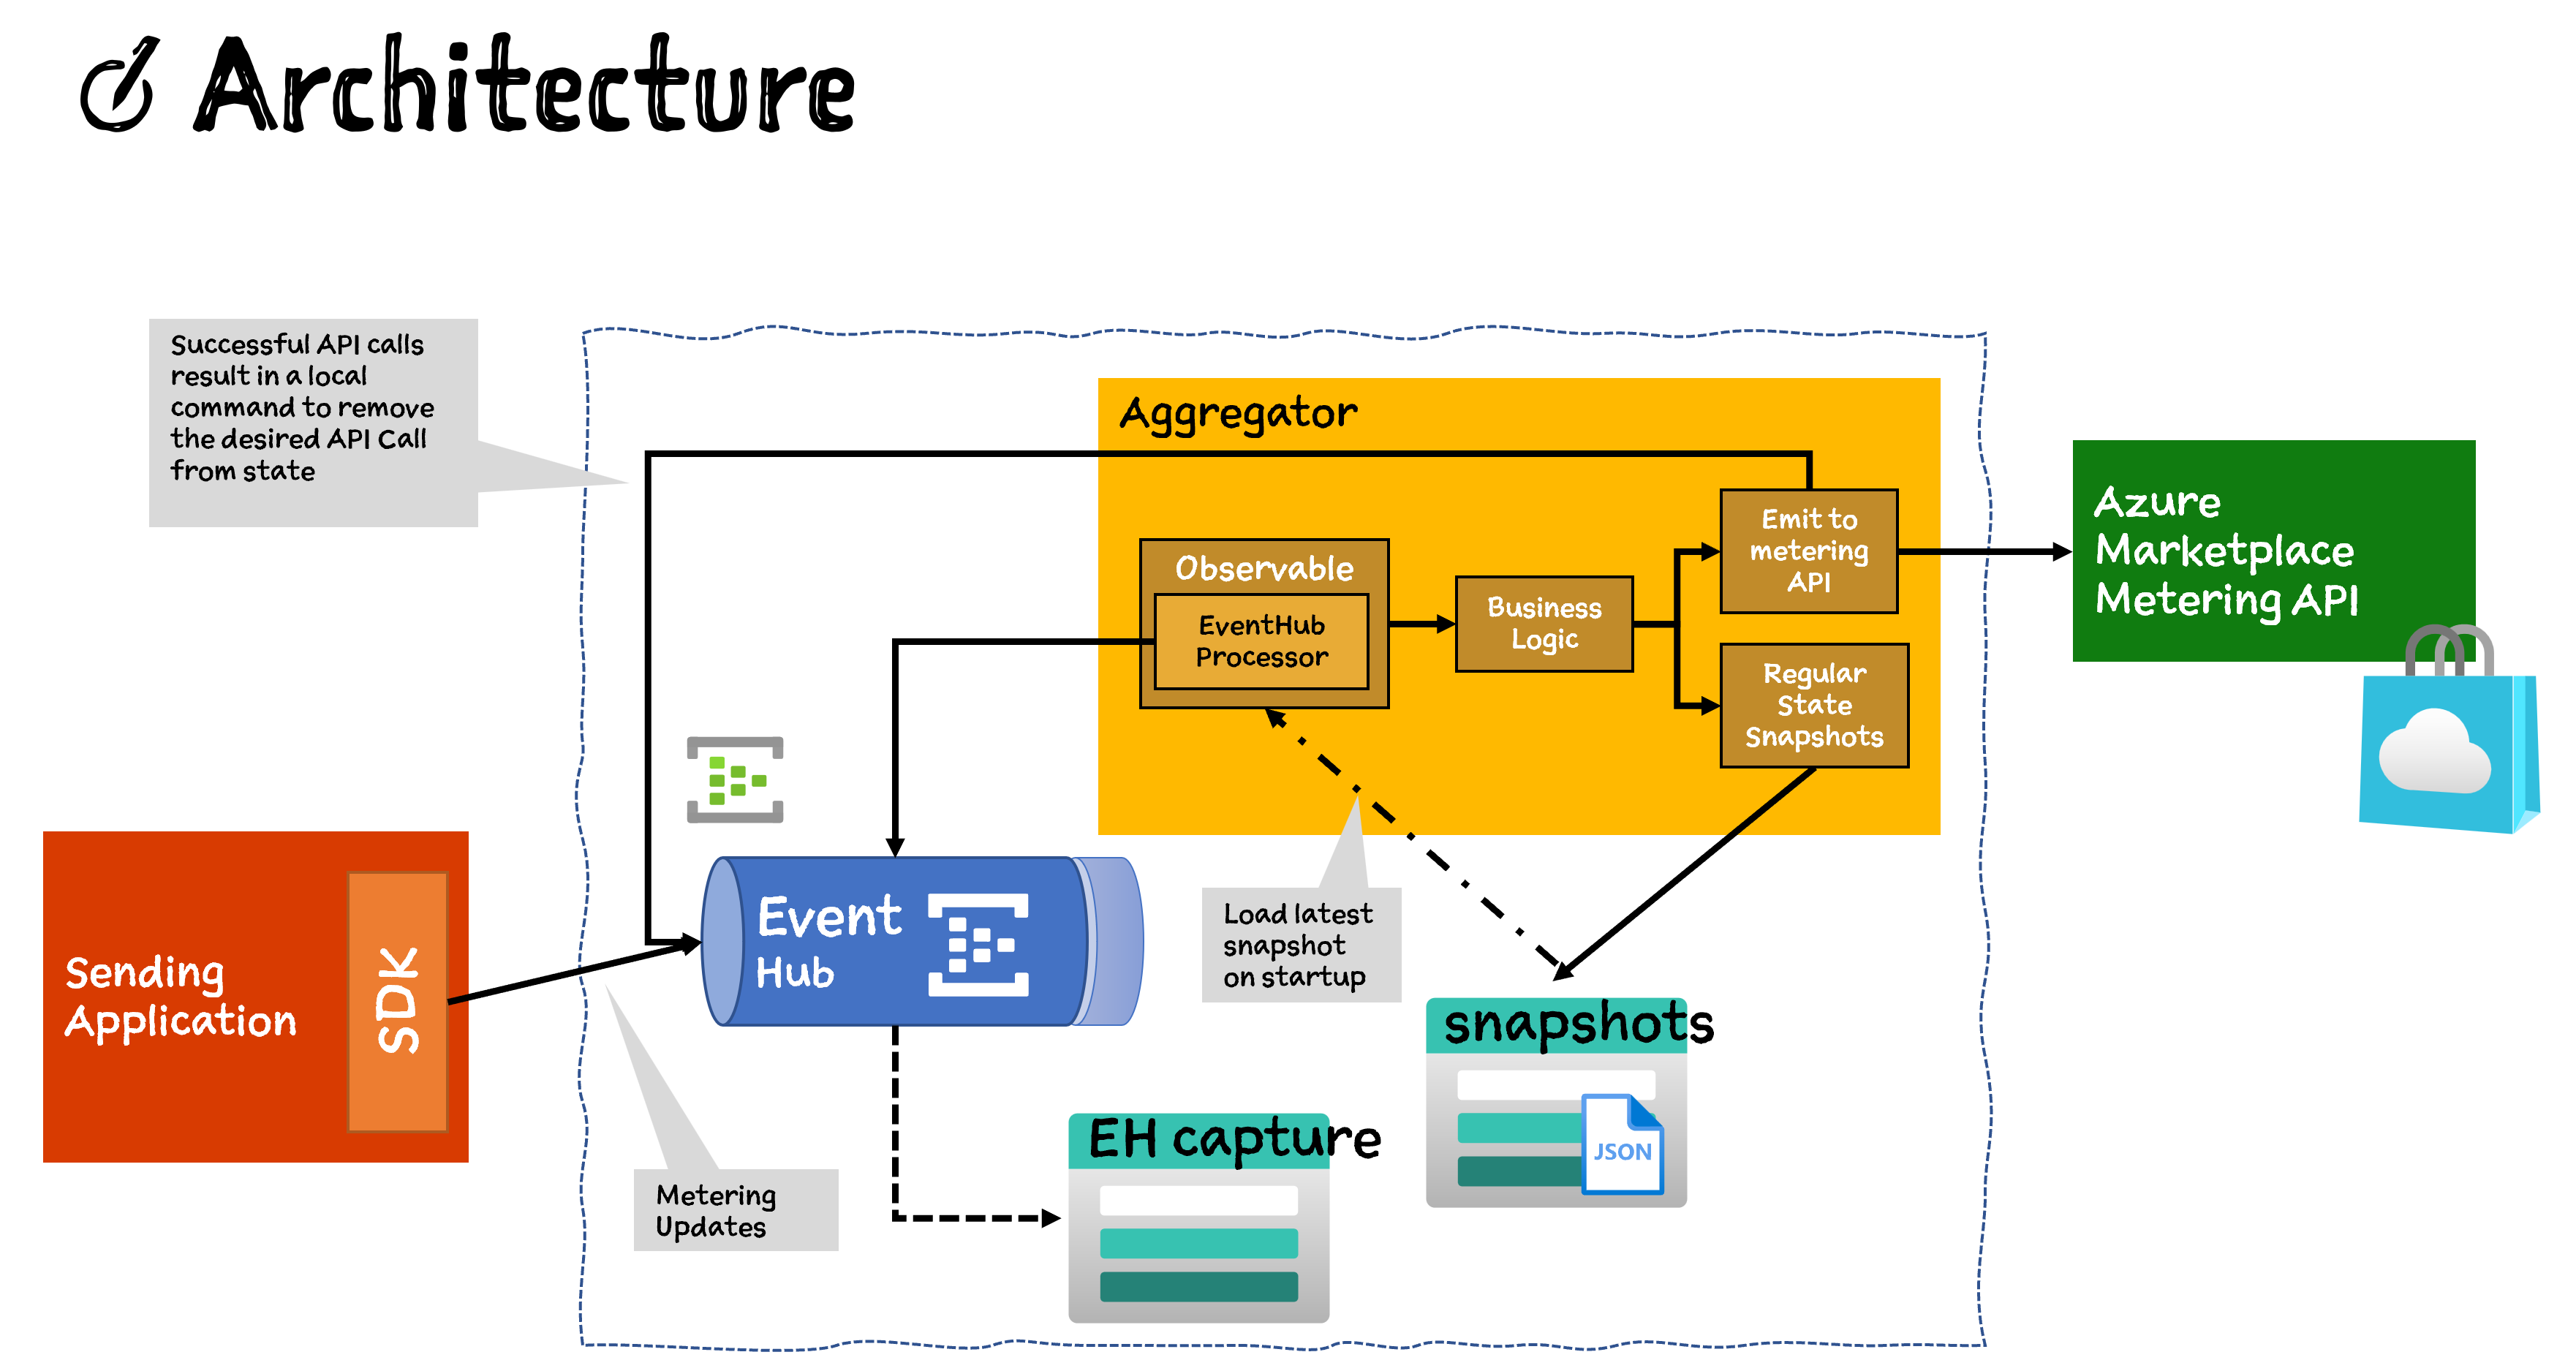 Architecture
Successful API calls
result in a local
command to remove
the desired API Call
from state
Aggregator
Observable
EventHub
Processor
Business
Logic
Emit to
metering
API
Regular
State
Snapshots
Azure
Marketplace
Metering API
Sending
Application
SDK
Event
Hub
Load latest
snapshot
on startup
snapshots
JSON
EH capture
Metering
Updates